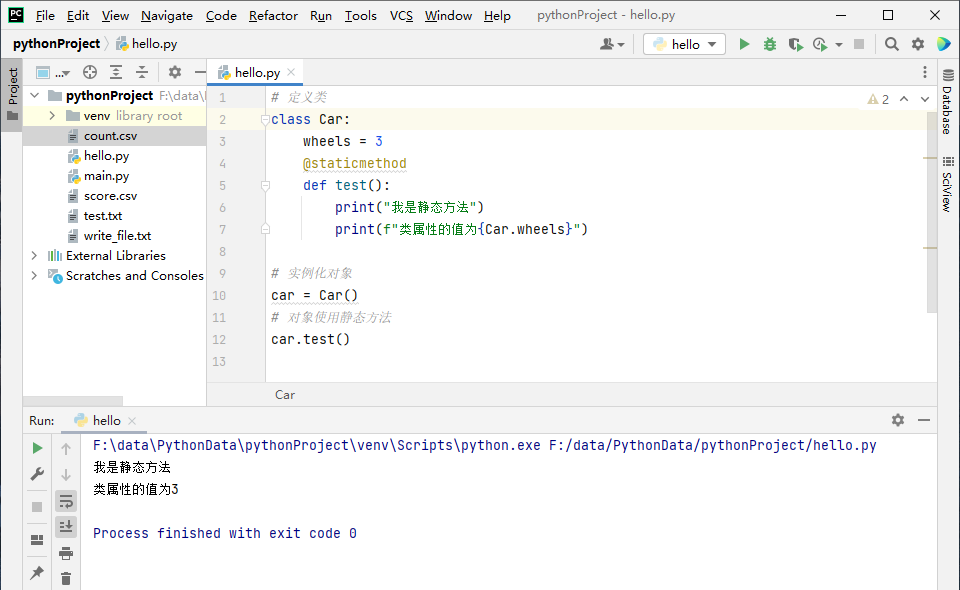 File Edit View Navigate Code Refactor Run Tools VCS Window Help pythonProject - hello.py
pythonProject hello.py hello
Project
... hello.py
pythonProject F:\data\
venv library root
count.csv
hello.py
main.py
score.csv
test.txt
write_file.txt
External Libraries
Scratches and Consoles
2
1 # 定义类
2 class Car:
3 wheels = 3
4 @staticmethod
5 def test():
6 print("我是静态方法")
7 print(f"类属性的值为{Car.wheels}")
8
9 # 实例化对象
10 car = Car()
11 # 对象使用静态方法
12 car.test()
13
Car
Database
SciView
Run: hello
F:\data\PythonData\pythonProject\venv\Scripts\python.exe F:/data/PythonData/pythonProject/hello.py
我是静态方法
类属性的值为3
Process finished with exit code 0